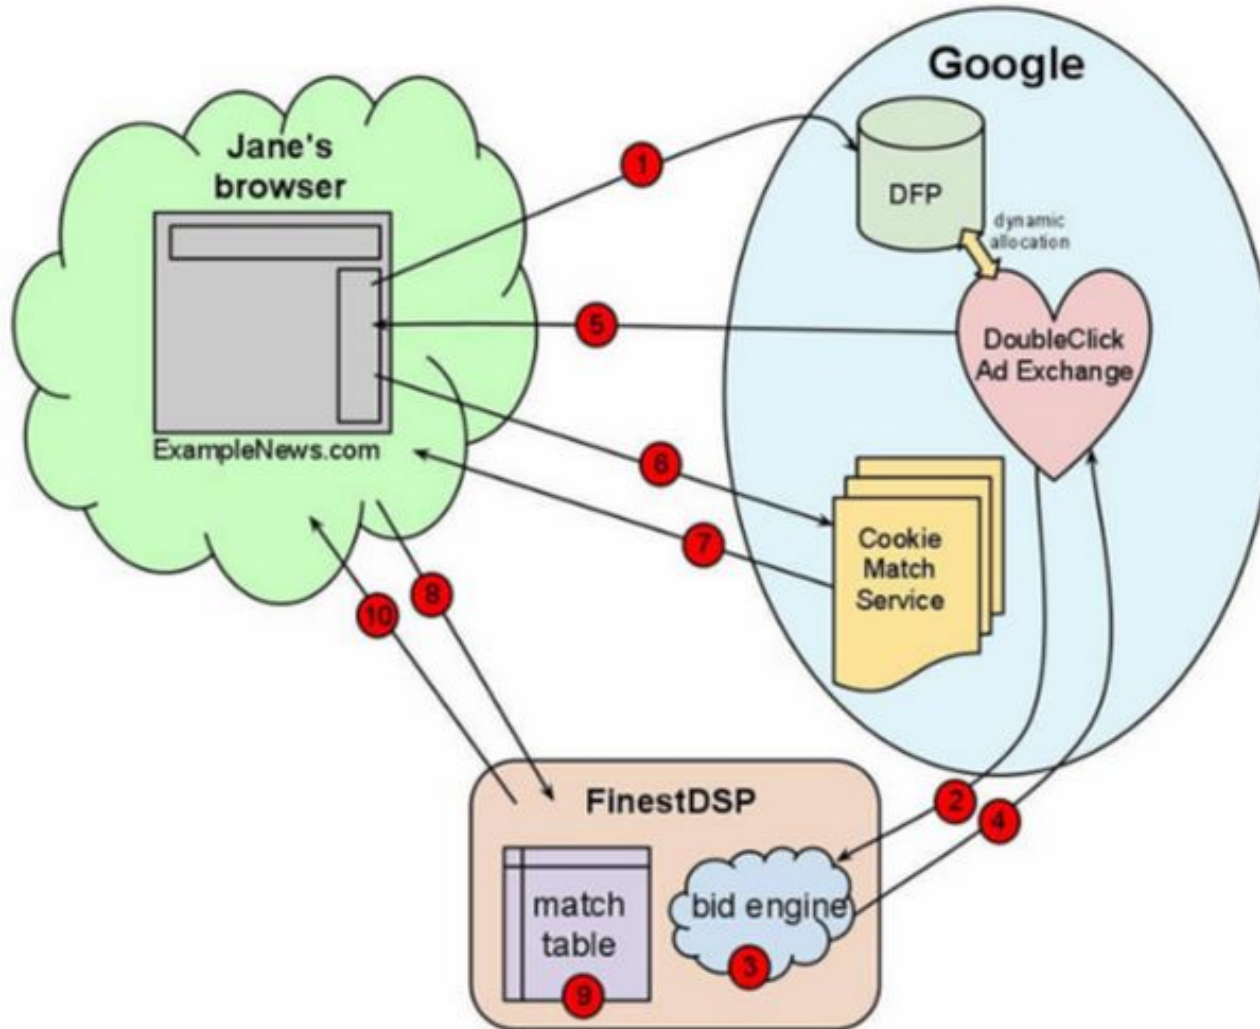 Google
Jane's
browser
1
DFP
dynamic
allocation
5
DoubleClick
Ad Exchange
ExampleNews.com
6
7
Cookie
Match
Service
10
8
FinestDSP
2
4
match
table
bid engine
3
9